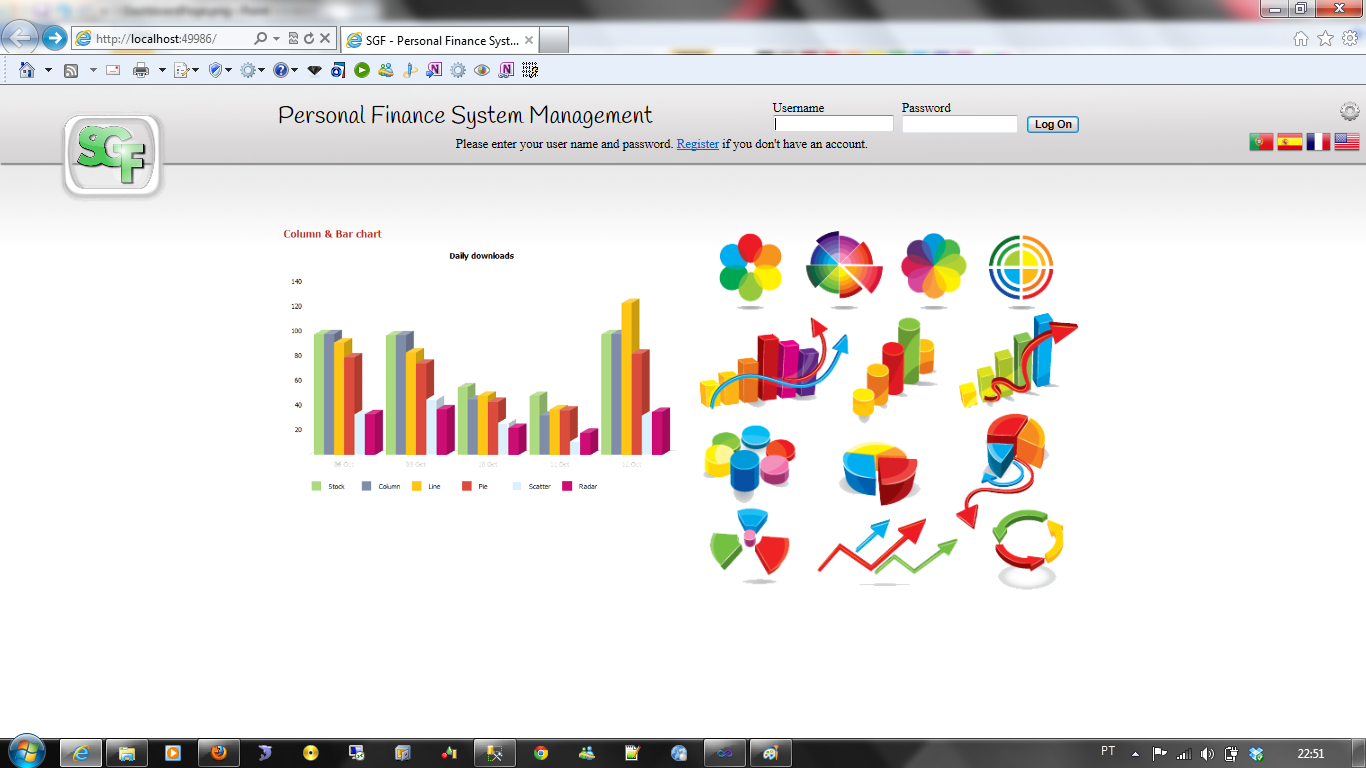 http://localhost:49986/
SGF - Personal Finance Syst...
SGF
Personal Finance System Management
Username
Password
Log On
Please enter your user name and password. Register if you don't have an account.
Column & Bar chart
Daily downloads
140
120
100
80
60
40
20
08 Oct
09 Oct
10 Oct
11 Oct
12 Oct
Stock
Column
Line
Pie
Scatter
Radar
PT
22:51